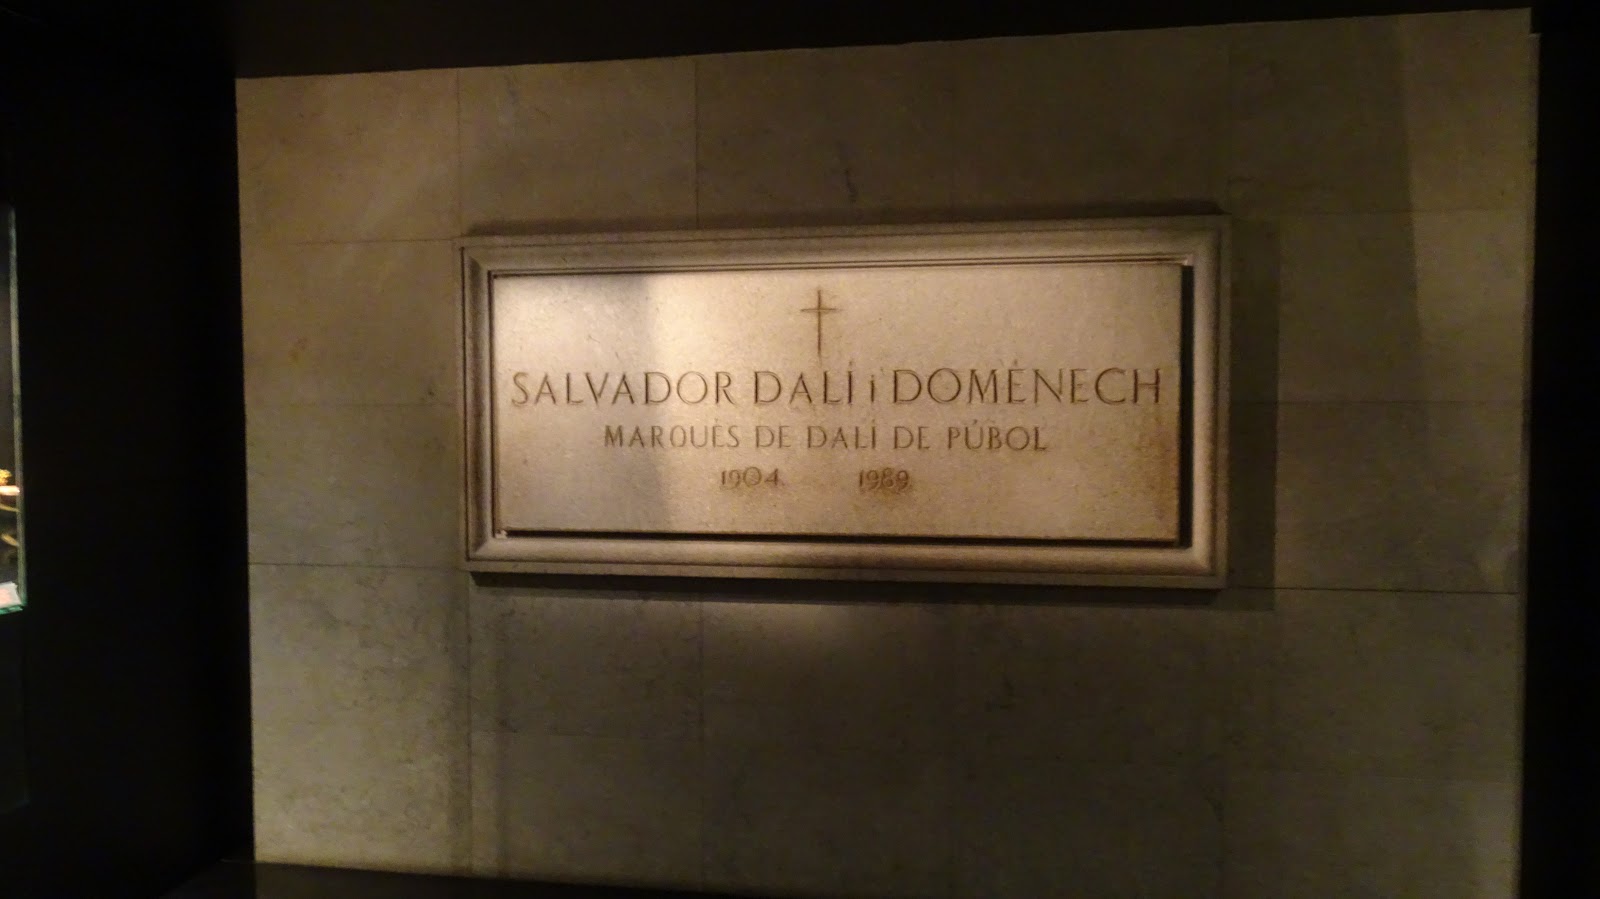 SALVADOR DALÍ i DOMÈNECH
MARQUÈS DE DALÍ DE PÚBOL
1904 1989